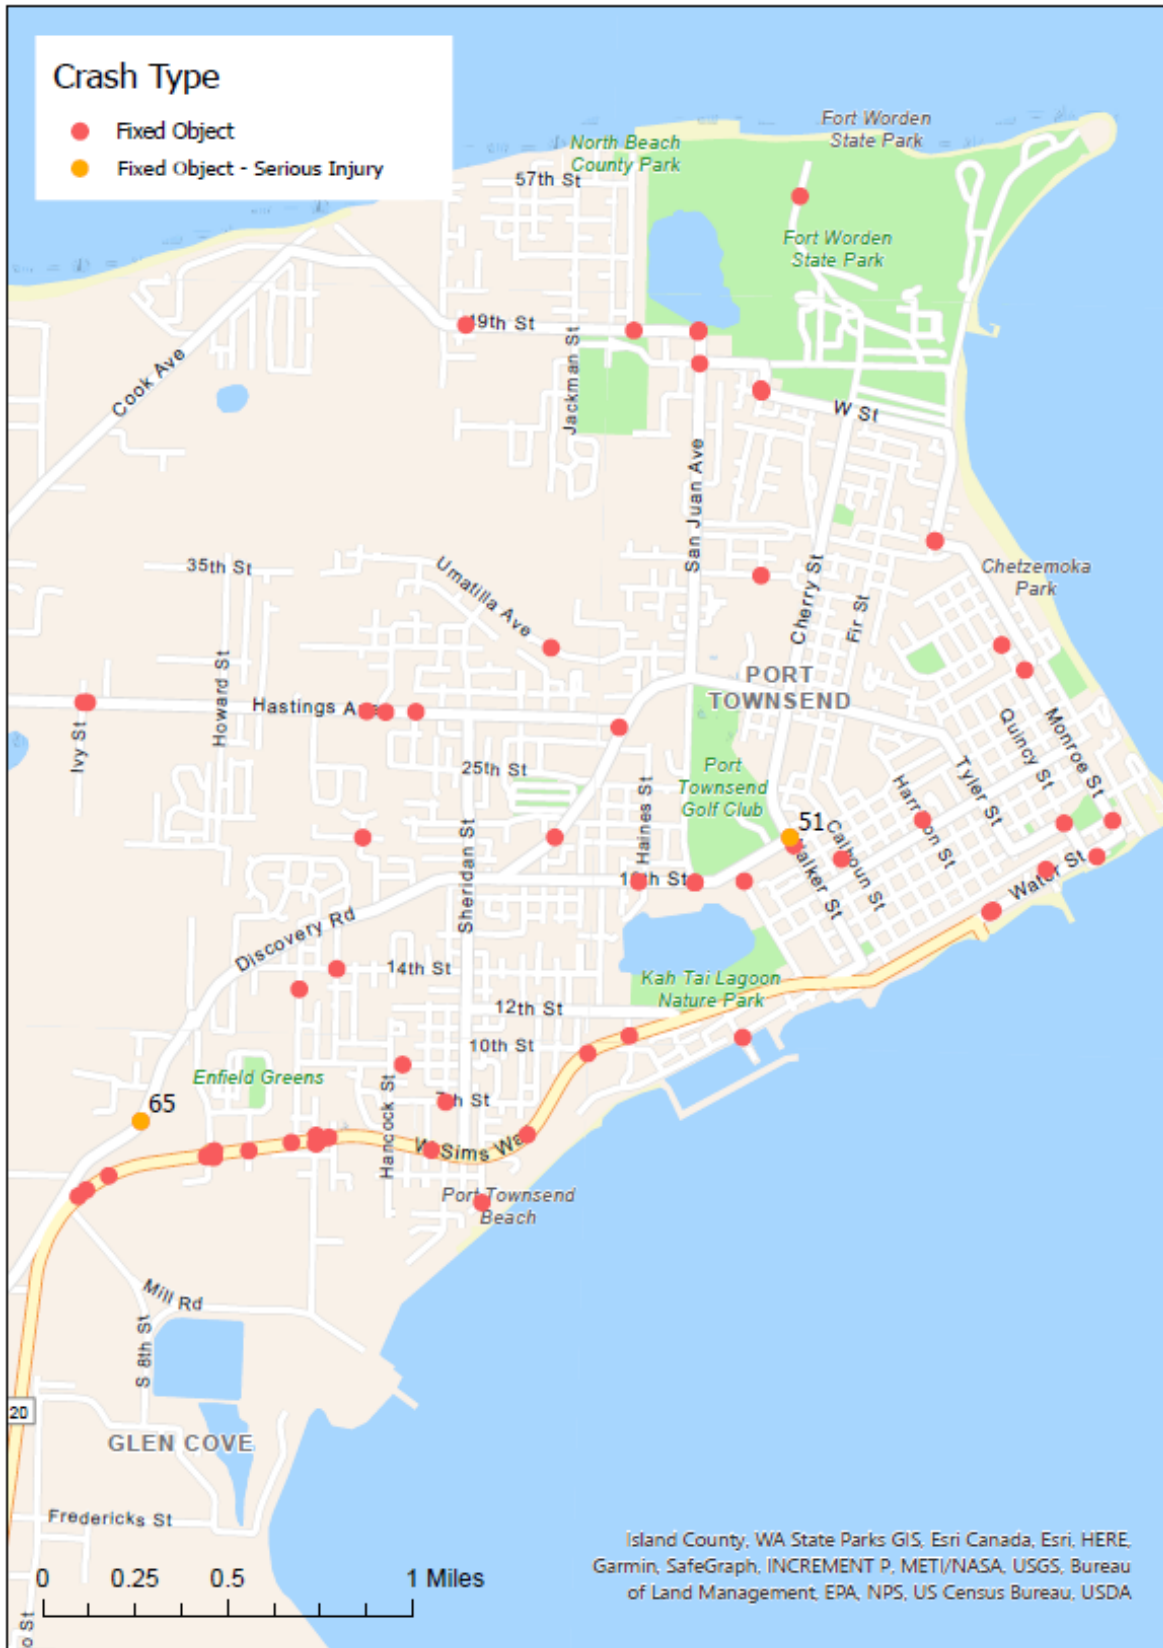 Crash Type
Fixed Object
Fixed Object - Serious Injury
Fort Worden
State Park
North Beach
County Park
57th St
Fort Worden
State Park
49th St
Jackman St
Cook Ave
W St
San Juan Ave
35th St
Umatilla Ave
Cherry St
Fir St
Chetzemoka
Park
Howard St
PORT
TOWNSEND
Hastings Ave
Ivy St
Quincy St
Monroe St
25th St
Port
Townsend
Golf Club
Tyler St
Haines St
Harrison St
Sheridan St
51
Calhoun St
Walker St
19th St
Water St
Discovery Rd
14th St
Kah Tai Lagoon
Nature Park
12th St
10th St
Enfield Greens
Hancock St
7th St
65
W Sims Way
Port Townsend
Beach
Mill Rd
S 8th St
20
GLEN COVE
Fredericks St
Island County, WA State Parks GIS, Esri Canada, Esri, HERE,
Garmin, SafeGraph, INCREMENT P, METI/NASA, USGS, Bureau
of Land Management, EPA, NPS, US Census Bureau, USDA
0 0.25 0.5 1 Miles
o St